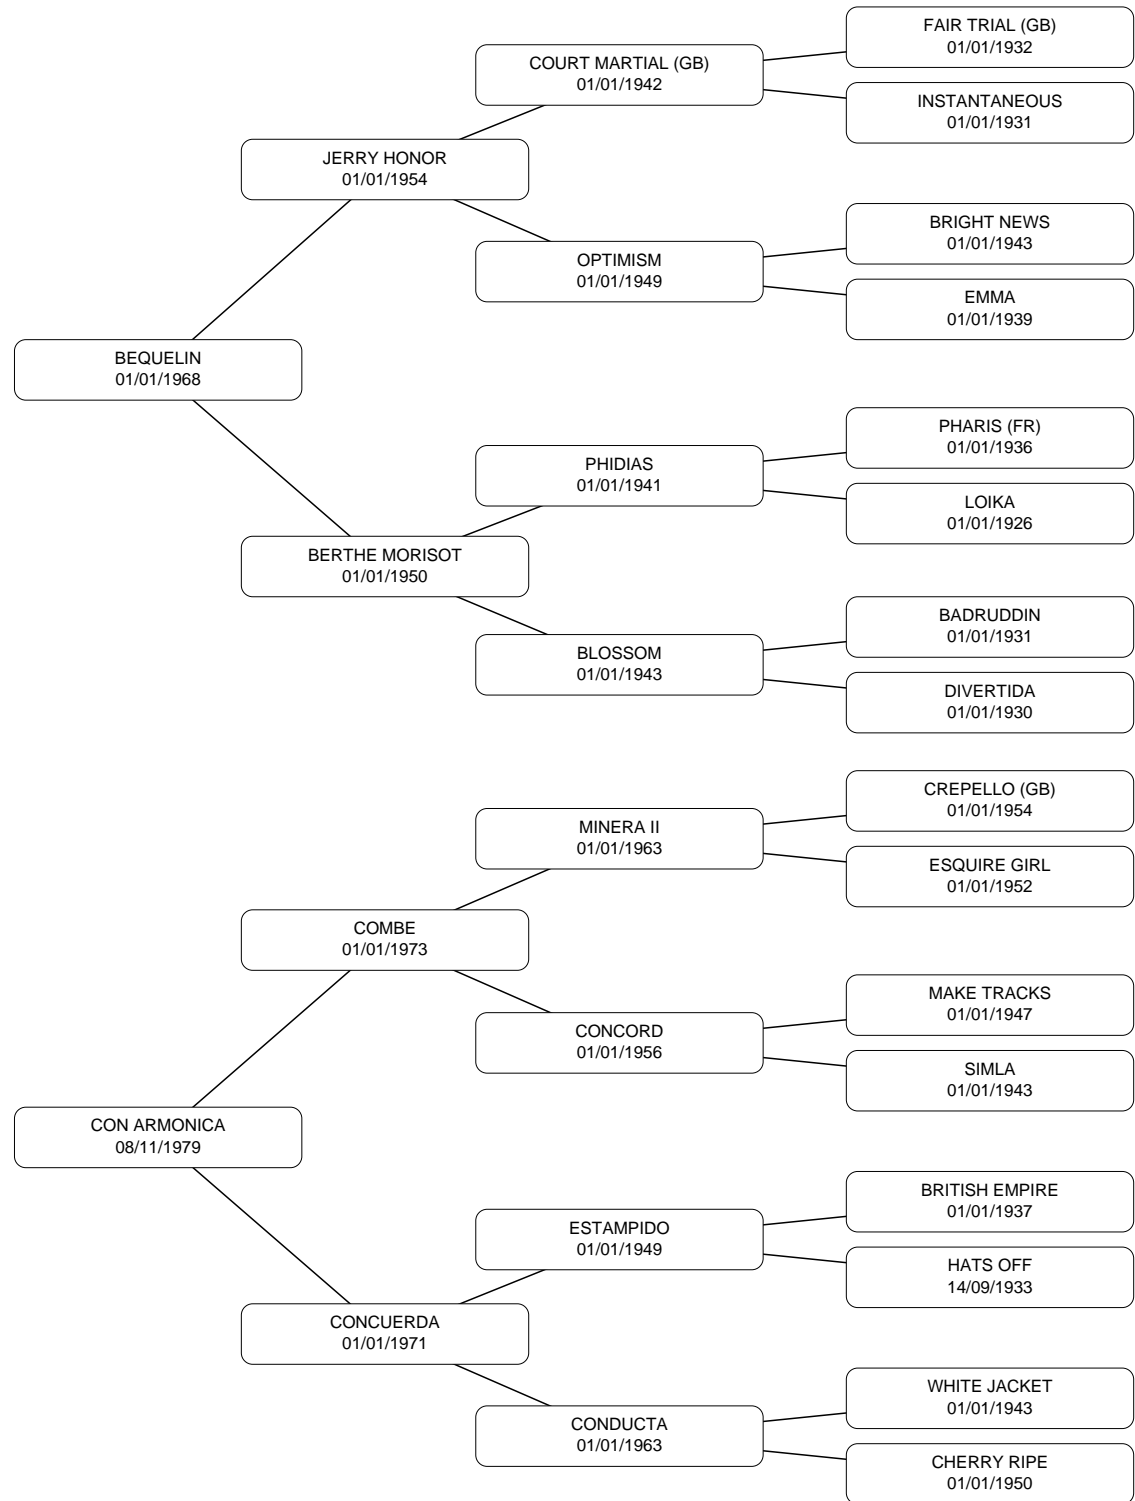 FAIR TRIAL (GB)
01/01/1932
COURT MARTIAL (GB)
01/01/1942
INSTANTANEOUS
01/01/1931
JERRY HONOR
01/01/1954
BRIGHT NEWS
01/01/1943
OPTIMISM
01/01/1949
EMMA
01/01/1939
BEQUELIN
01/01/1968
PHARIS (FR)
01/01/1936
PHIDIAS
01/01/1941
LOIKA
01/01/1926
BERTHE MORISOT
01/01/1950
BADRUDDIN
01/01/1931
BLOSSOM
01/01/1943
DIVERTIDA
01/01/1930
CREPELLO (GB)
01/01/1954
MINERA II
01/01/1963
ESQUIRE GIRL
01/01/1952
COMBE
01/01/1973
MAKE TRACKS
01/01/1947
CONCORD
01/01/1956
SIMLA
01/01/1943
CON ARMONICA
08/11/1979
BRITISH EMPIRE
01/01/1937
ESTAMPIDO
01/01/1949
HATS OFF
14/09/1933
CONCUERDA
01/01/1971
WHITE JACKET
01/01/1943
CONDUCTA
01/01/1963
CHERRY RIPE
01/01/1950